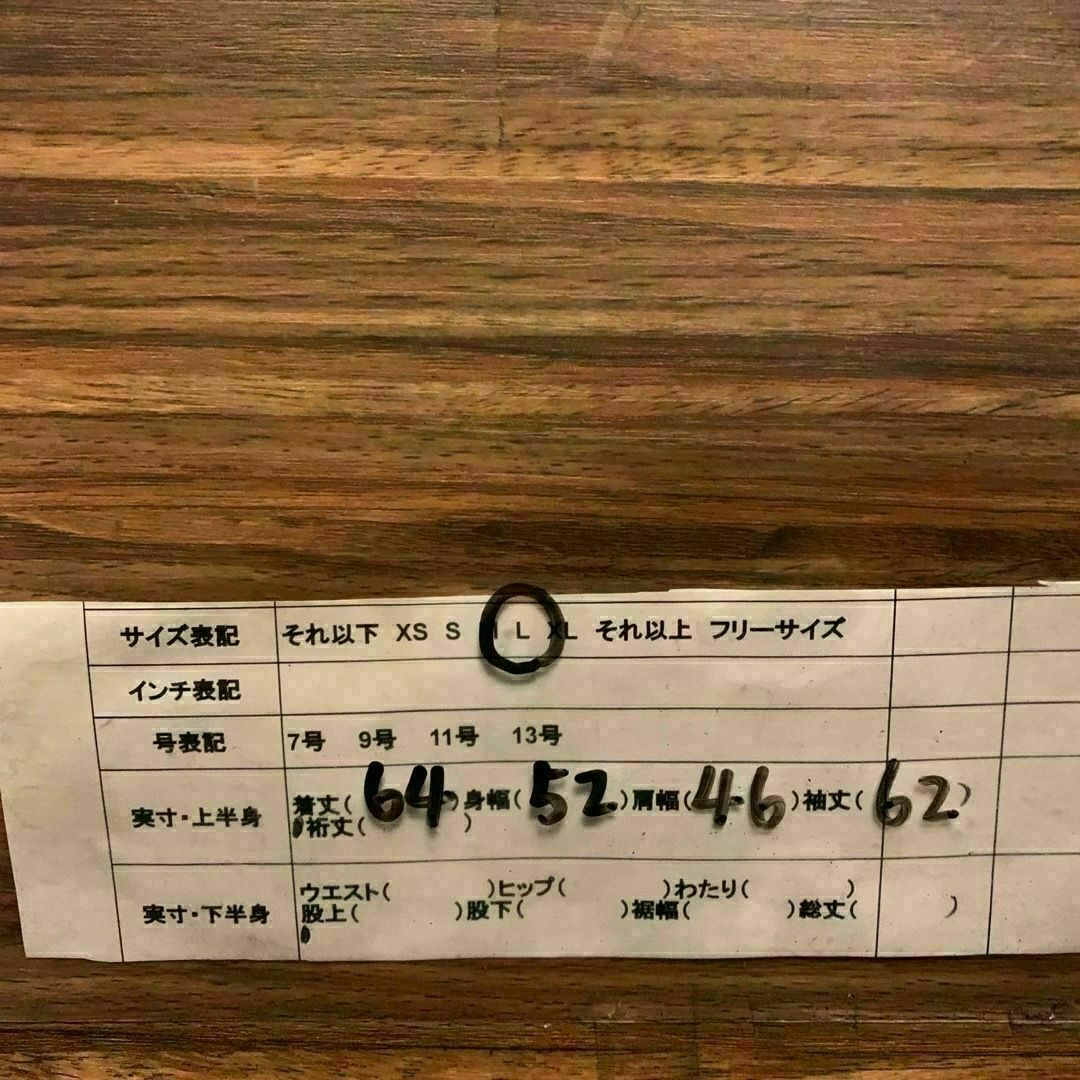 サイズ表記 それ以下 XS S L XL それ以上 フリーサイズ
インチ表記
号表記 7号 9号 11号 13号
実寸・上半身 着丈( 64 )身幅( 52 )肩幅( 46 )袖丈( 62 )
裄丈( )
実寸・下半身 ウエスト( )ヒップ( )わたり( )
股上( )股下( )裾幅( )総丈( )